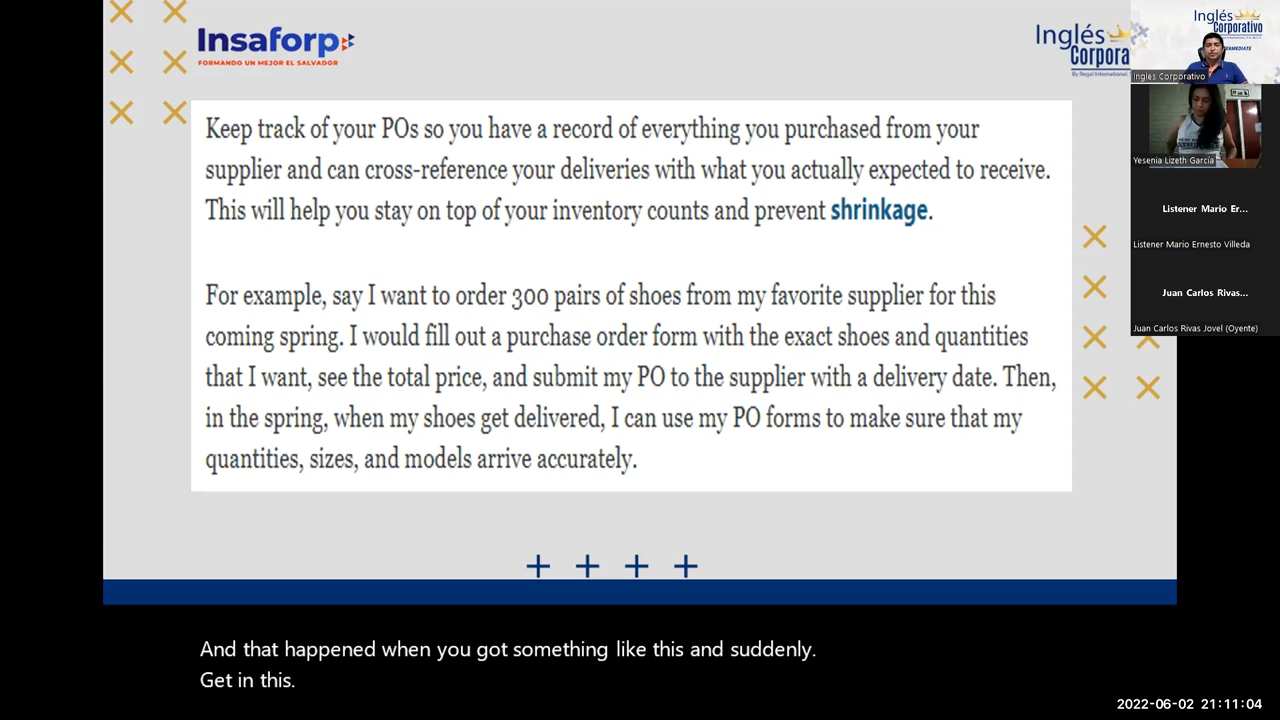 Insaforp
FORMANDO UN MEJOR EL SALVADOR
Inglés
Corpora
By Regal International,
Keep track of your POs so you have a record of everything you purchased from your
supplier and can cross-reference your deliveries with what you actually expected to receive.
This will help you stay on top of your inventory counts and prevent shrinkage.
For example, say I want to order 300 pairs of shoes from my favorite supplier for this
coming spring. I would fill out a purchase order form with the exact shoes and quantities
that I want, see the total price, and submit my PO to the supplier with a delivery date. Then,
in the spring, when my shoes get delivered, I can use my PO forms to make sure that my
quantities, sizes, and models arrive accurately.
Inglés
Corporativo
Ingles Corporativo
Yesenia Lizeth García
Listener Mario Er...
Listener Mario Ernesto Villeda
Juan Carlos Rivas...
Juan Carlos Rivas Jovel (Oyente)
And that happened when you got something like this and suddenly.
Get in this.
2022-06-02 21:11:04